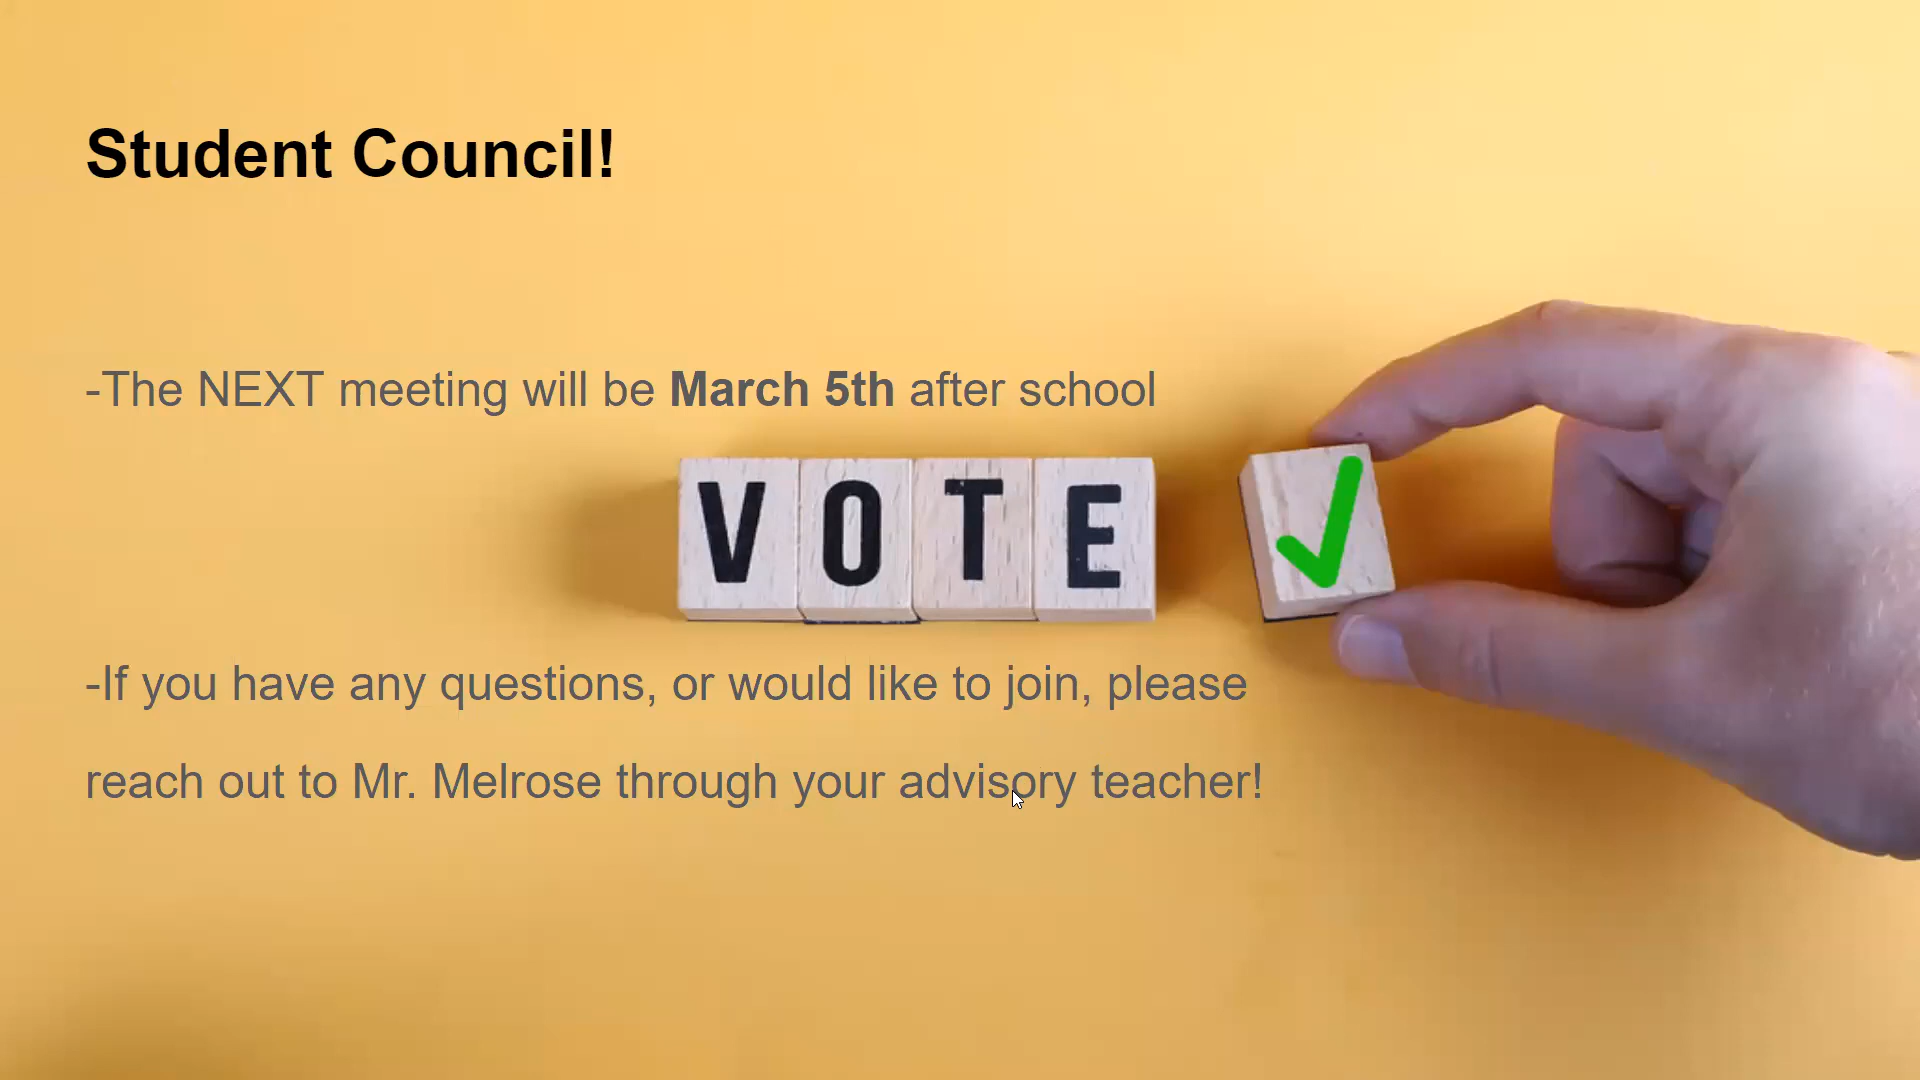 Student Council!
-The NEXT meeting will be March 5th after school
VOTE
-If you have any questions, or would like to join, please
reach out to Mr. Melrose through your advisory teacher!